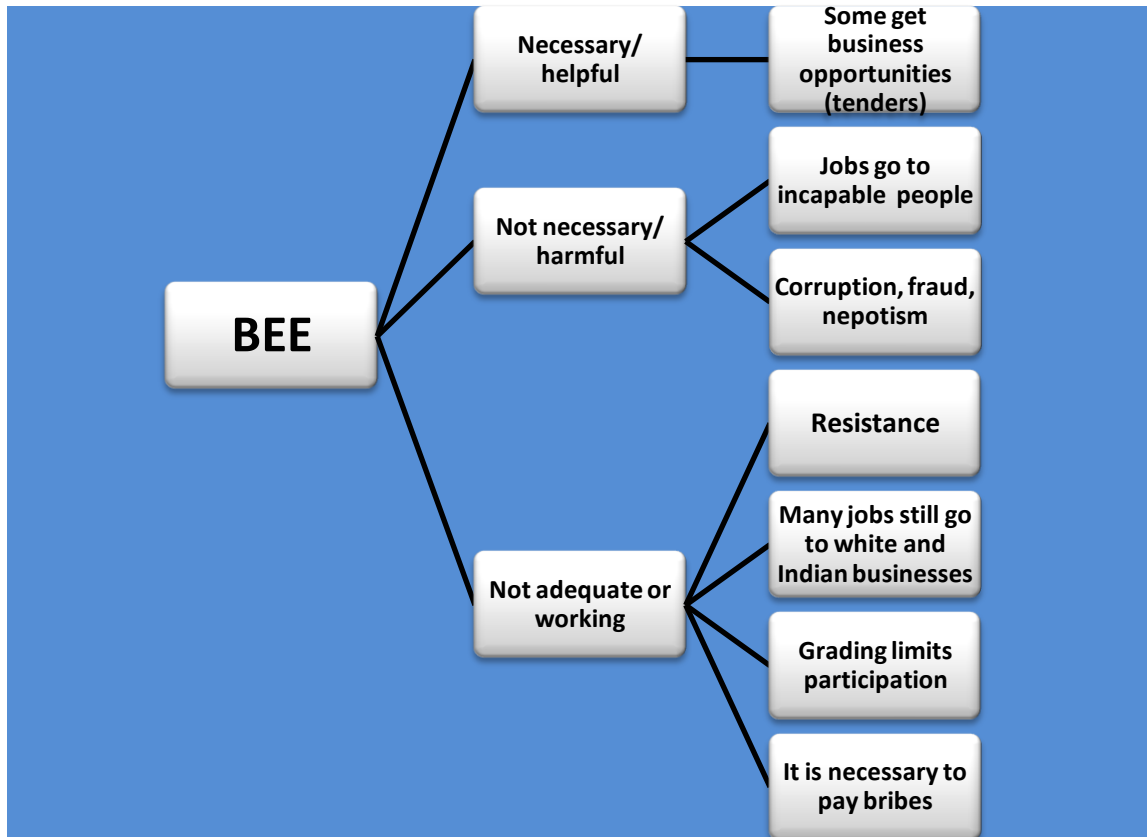 BEE
Necessary/
helpful
Some get
business
opportunities
(tenders)
Not necessary/
harmful
Jobs go to
incapable people
Corruption, fraud,
nepotism
Not adequate or
working
Resistance
Many jobs still go
to white and
Indian businesses
Grading limits
participation
It is necessary to
pay bribes